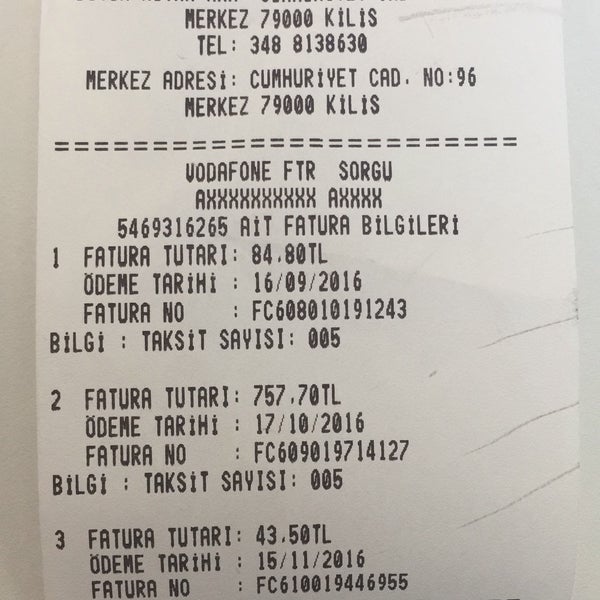 MERKEZ 79000 KİLİS
TEL: 348 8138630
MERKEZ ADRESİ: CUMHURİYET CAD. NO:96
MERKEZ 79000 KİLİS
==========================
VODAFONE FTR SORGU
AXXXXXXXXXX AXXXX
5469316265 AİT FATURA BİLGİLERİ
1 FATURA TUTARI: 84.80TL
ÖDEME TARİHİ : 16/09/2016
FATURA NO : FC608010191243
BİLGİ : TAKSİT SAYISI: 005
2 FATURA TUTARI: 757.70TL
ÖDEME TARİHİ : 17/10/2016
FATURA NO : FC609019714127
BİLGİ : TAKSİT SAYISI: 005
3 FATURA TUTARI: 43.50TL
ÖDEME TARİHİ : 15/11/2016
FATURA NO : FC610019446955